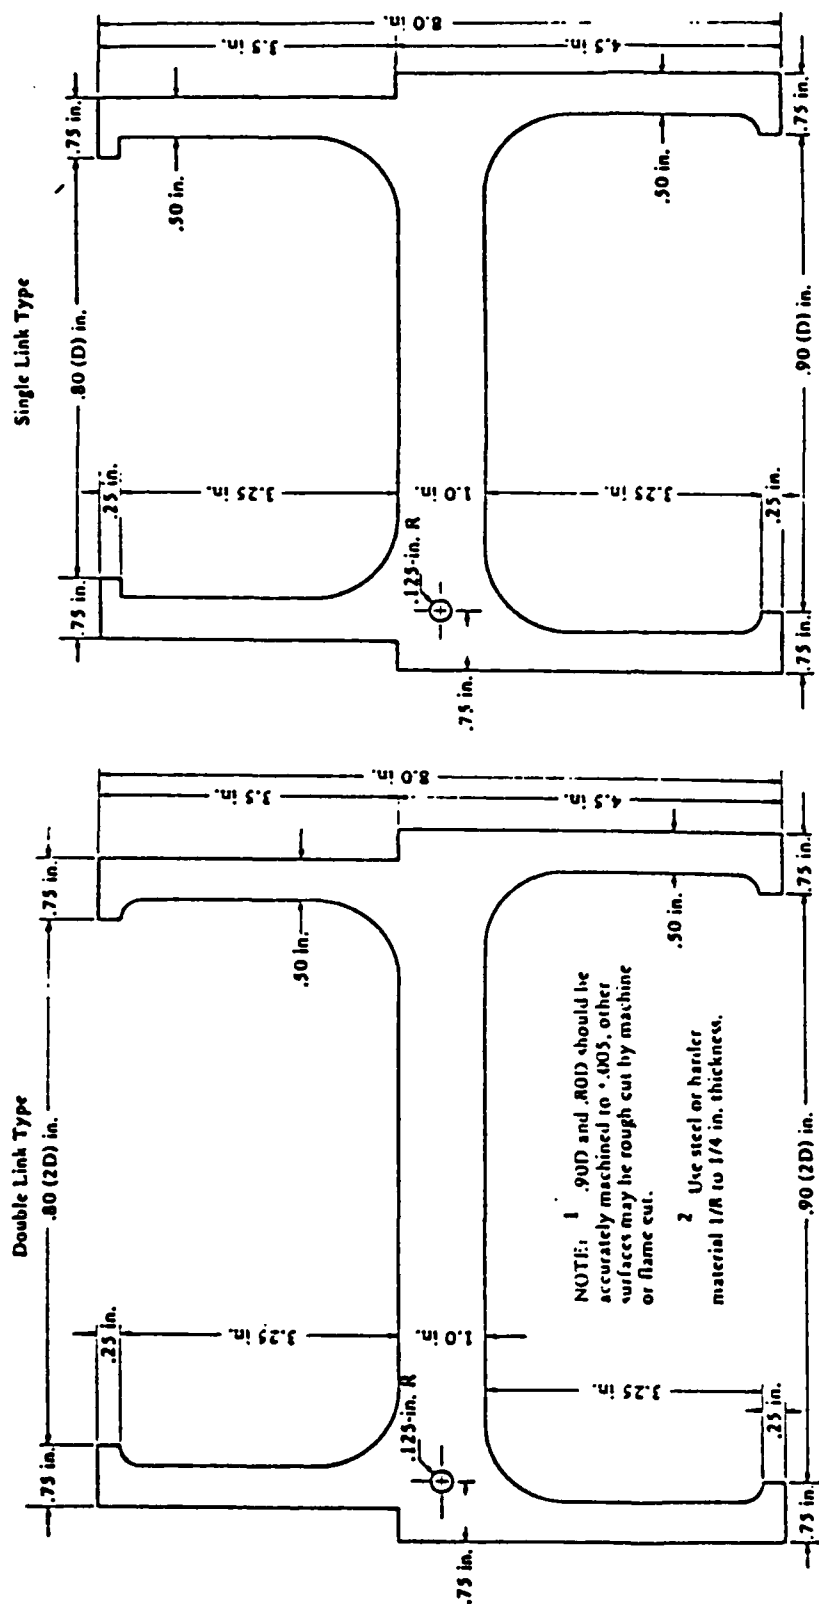 Double Link Type
.75 in.
.80 (2D) in.
.75 in.
.25 in.
3.25 in.
3.5 in.
.50 in.
8.0 in.
.125-in. R
1.0 in.
.75 in.
3.25 in.
4.5 in.
.50 in.
.25 in.
.75 in.
.90 (2D) in.
.75 in.
NOTE: 1 .90D and .80D should be
accurately machined to +.005, other
surfaces may be rough cut by machine
or flame cut.
2 Use steel or harder
material 1/8 to 1/4 in. thickness.
Single Link Type
.75 in.
.80 (D) in.
.75 in.
.25 in.
3.25 in.
3.5 in.
.50 in.
8.0 in.
.125-in. R
1.0 in.
.75 in.
3.25 in.
4.5 in.
.50 in.
.25 in.
.75 in.
.90 (D) in.
.75 in.